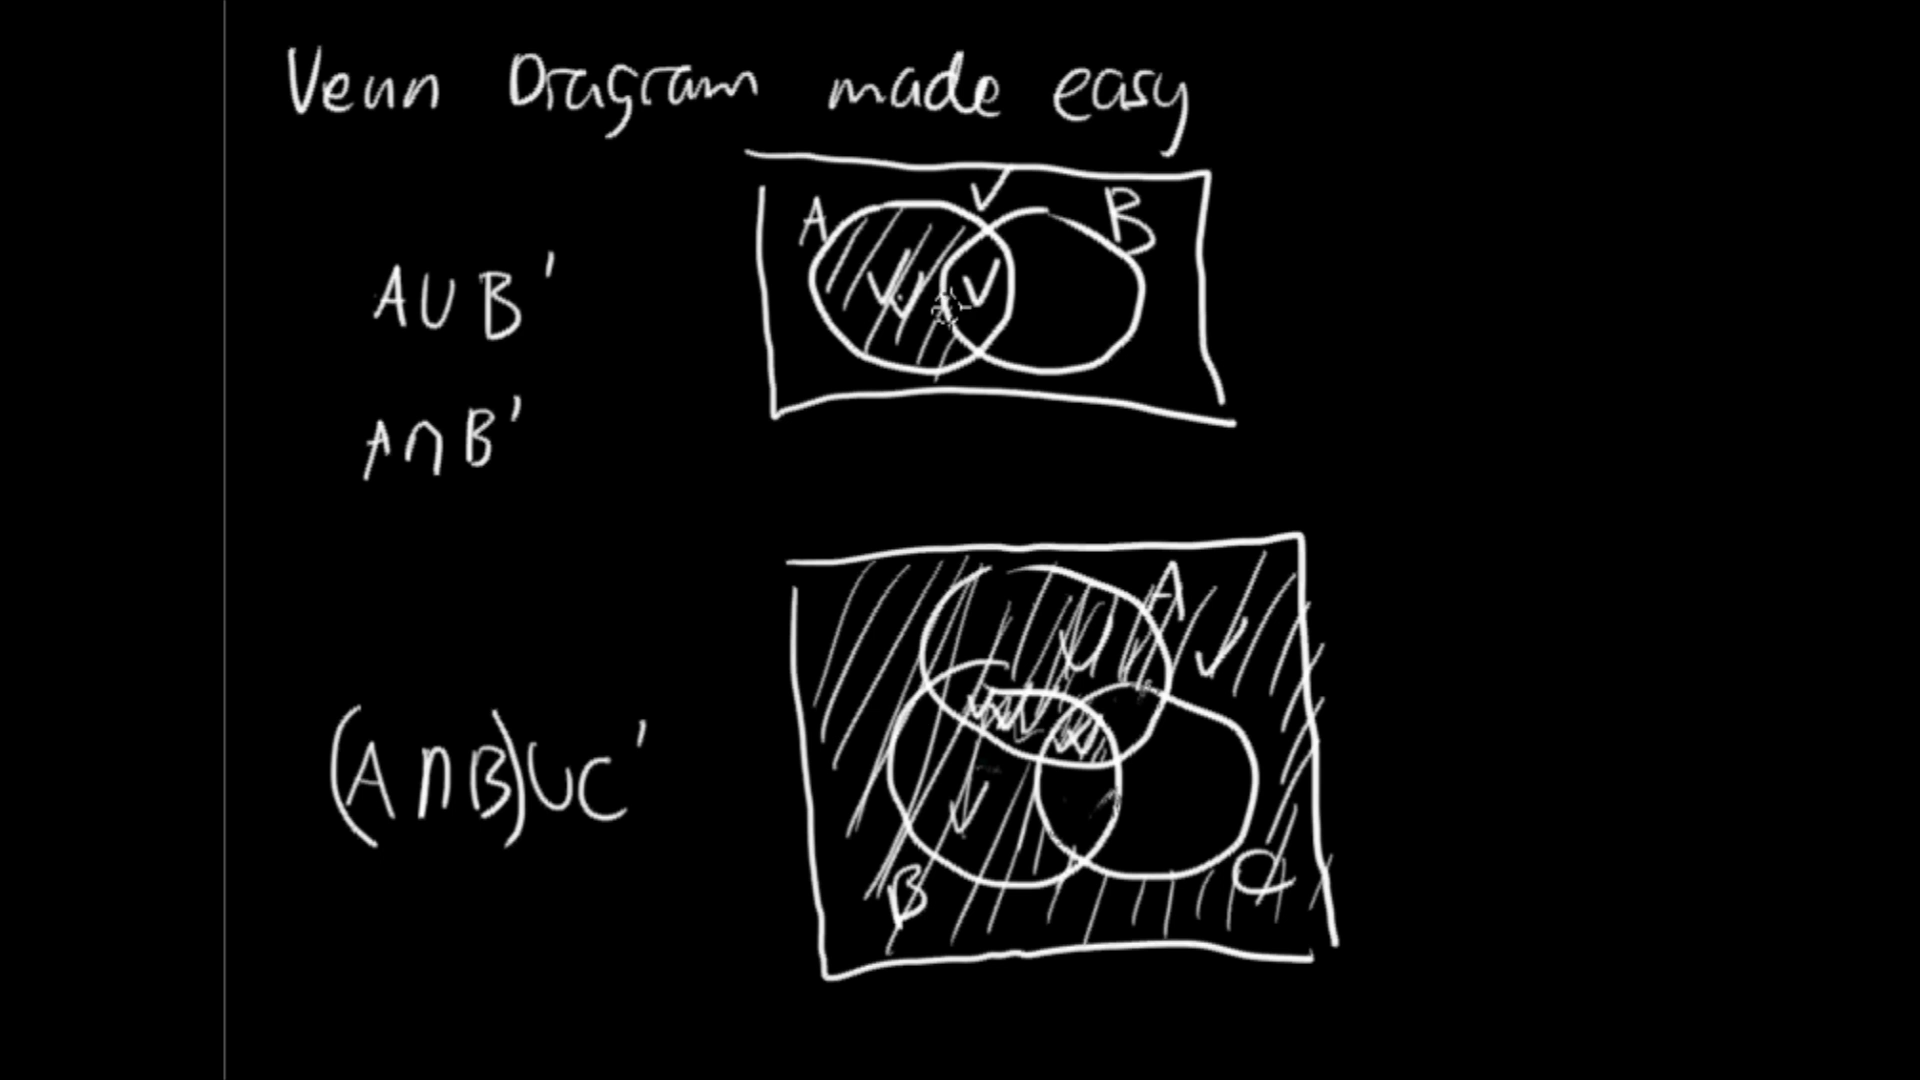 Venn Diagram made easy
A B
A∪B'
A∩B'
A
(A∩B)∪C'
B C